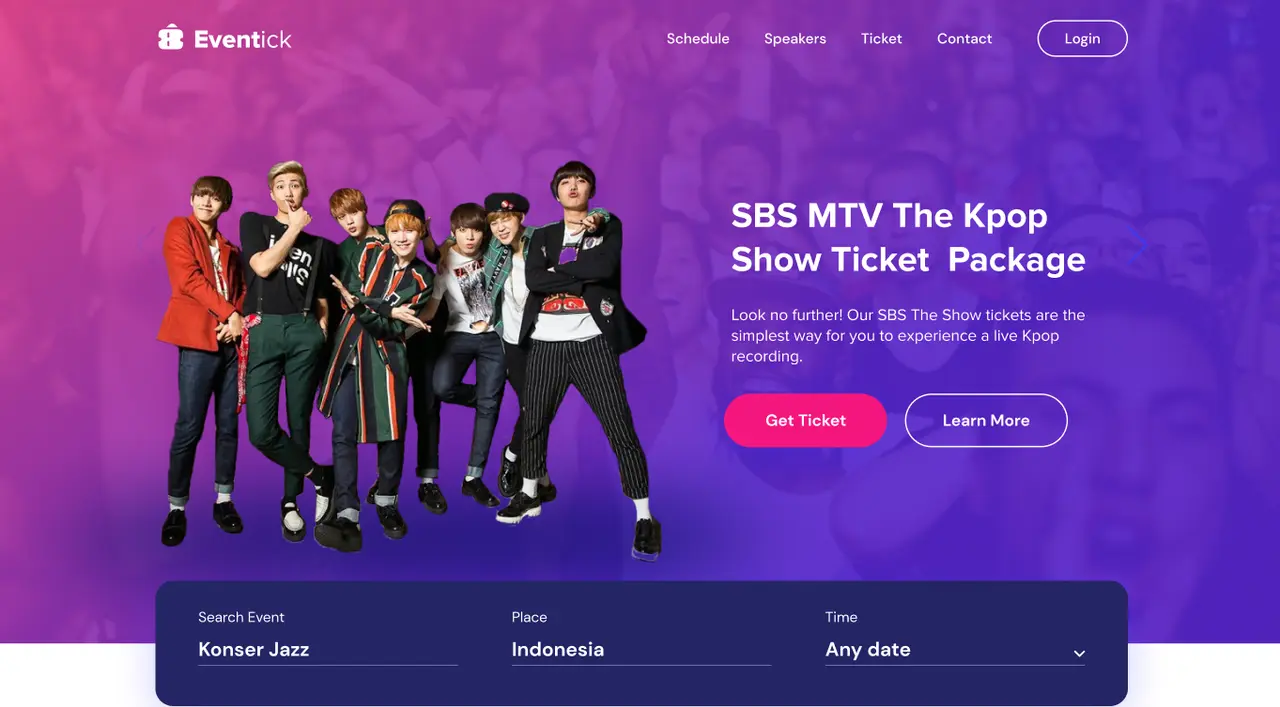 Eventick
Schedule
Speakers
Ticket
Contact
Login
SBS MTV The Kpop
Show Ticket  Package
Look no further! Our SBS The Show tickets are the
simplest way for you to experience a live Kpop
recording.
Get Ticket
Learn More
Search Event
Place
Time
Konser Jazz
Indonesia
Any date